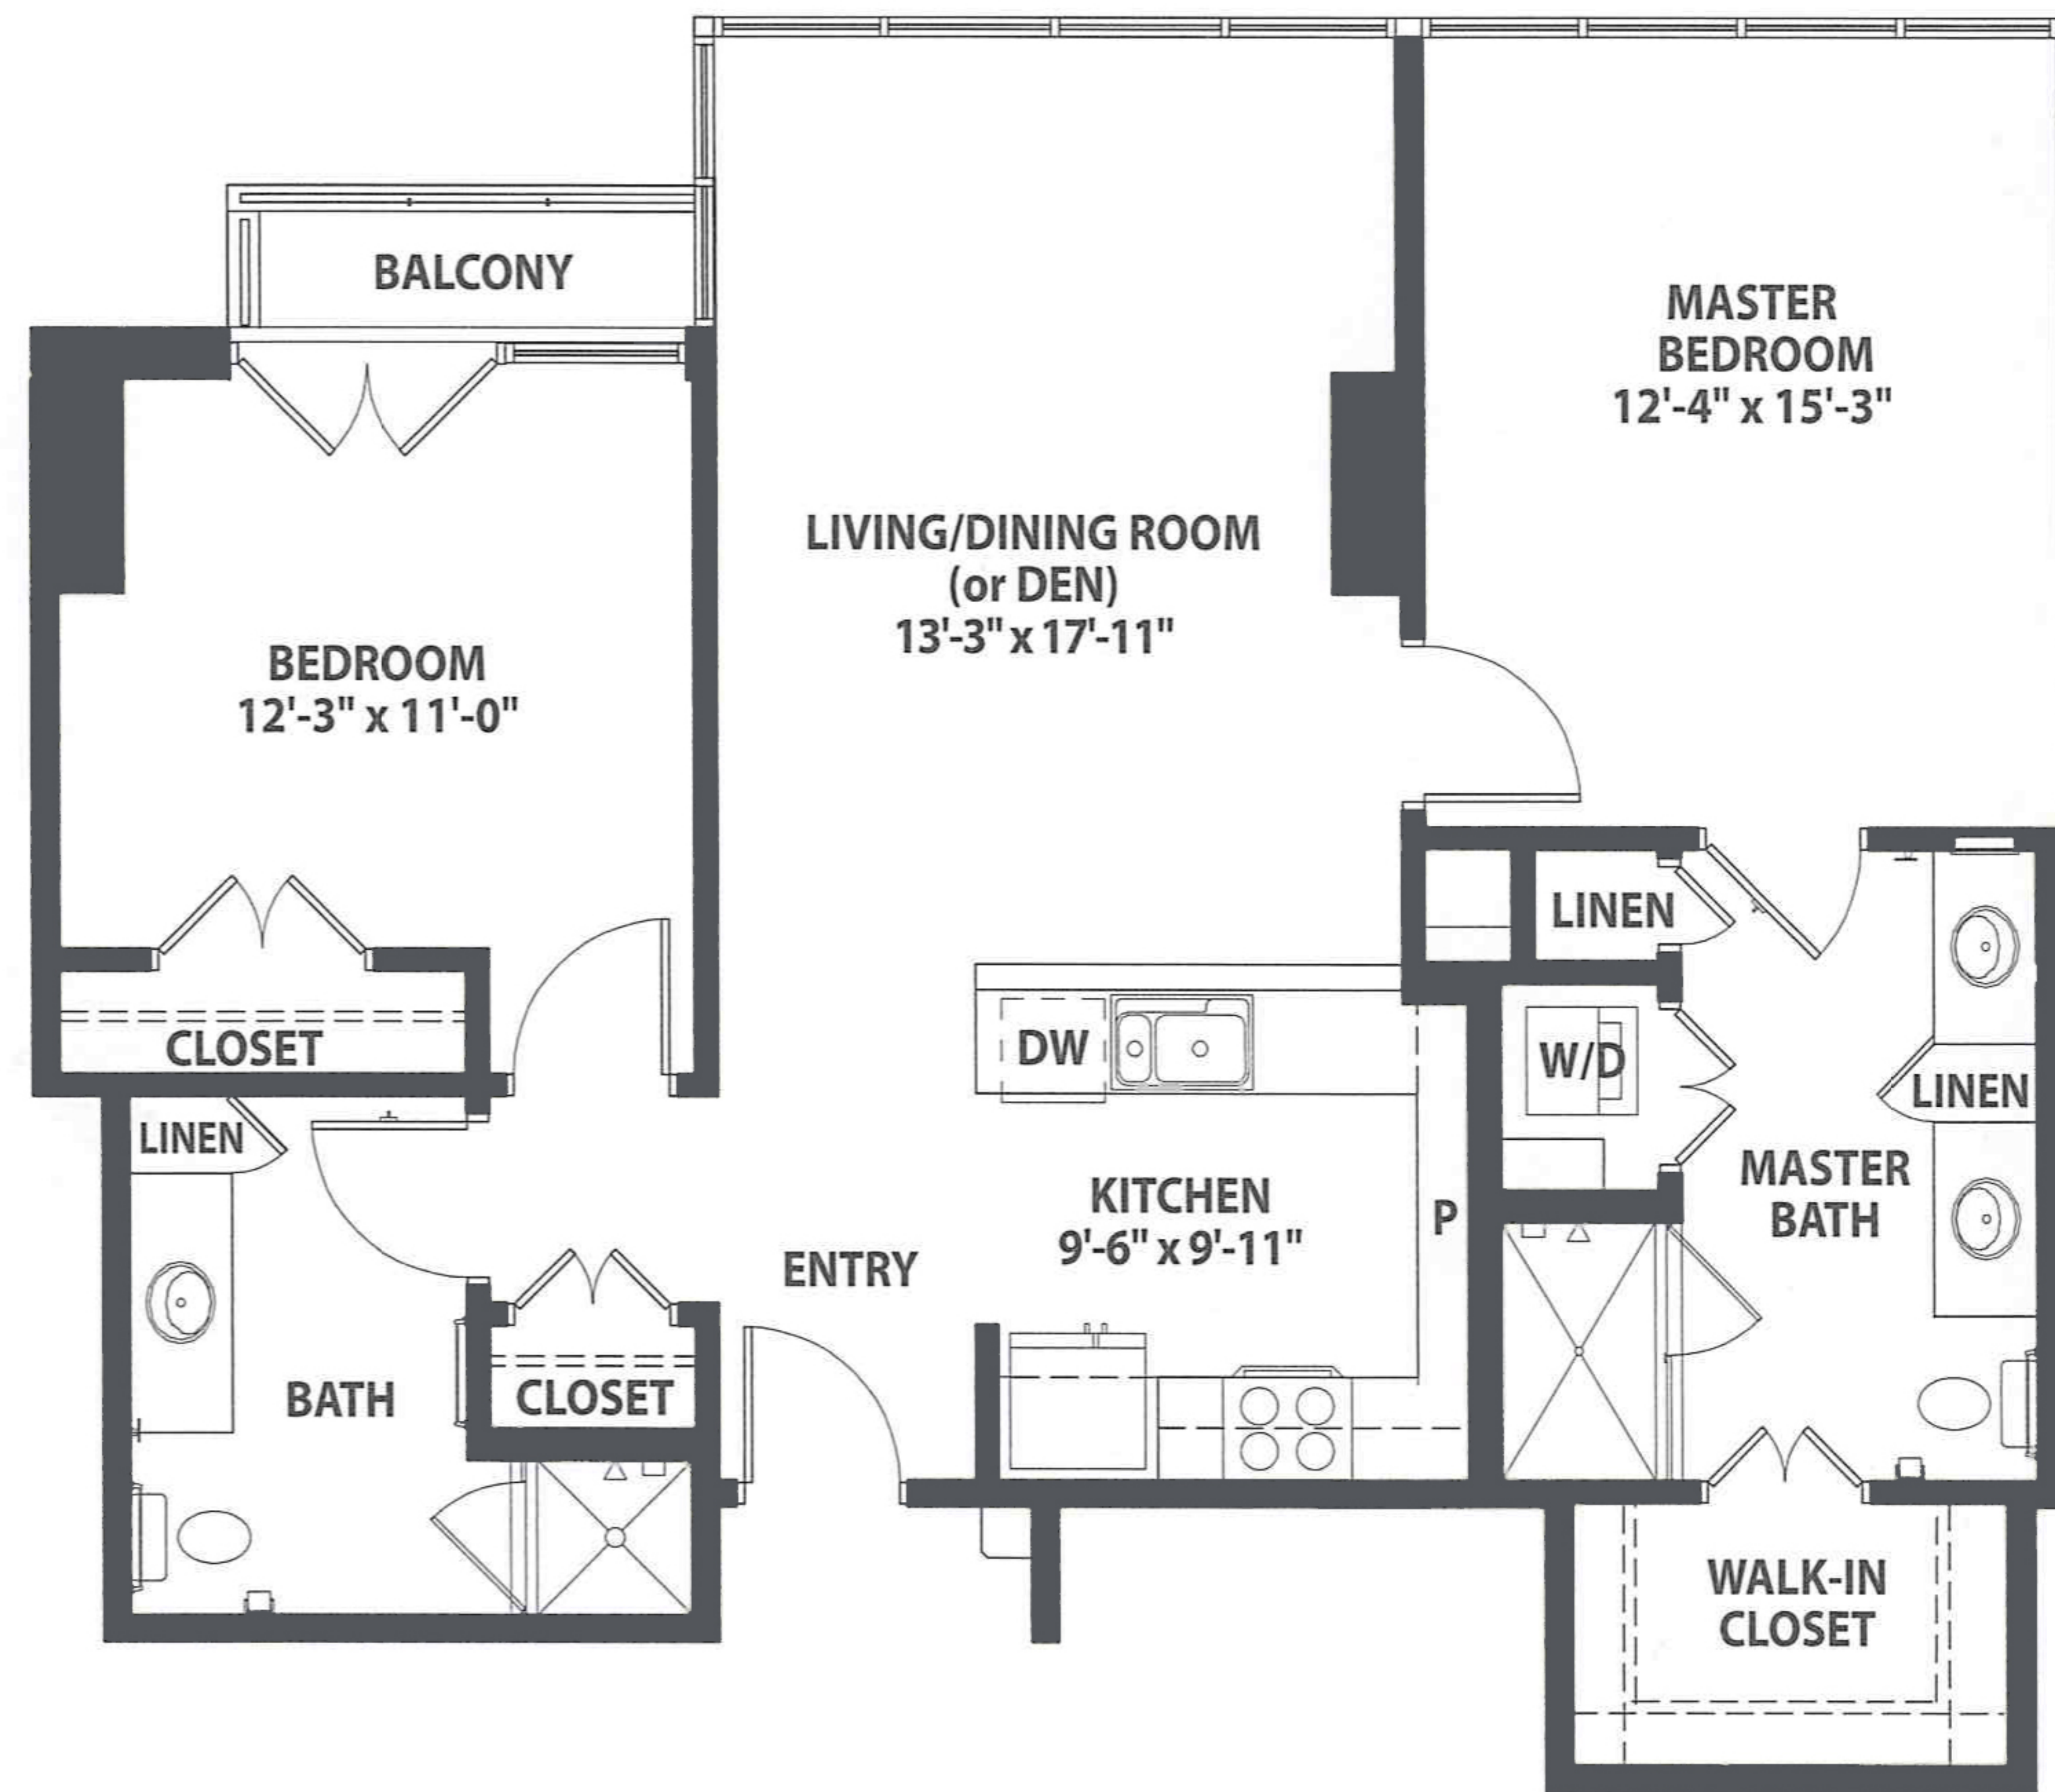 BALCONY
MASTER
BEDROOM
12'-4" x 15'-3"
LIVING/DINING ROOM
(or DEN)
13'-3" x 17'-11"
BEDROOM
12'-3" x 11'-0"
LINEN
CLOSET
DW
W/D
LINEN
LINEN
MASTER
BATH
KITCHEN
9'-6" x 9'-11"
P
ENTRY
BATH
CLOSET
WALK-IN
CLOSET